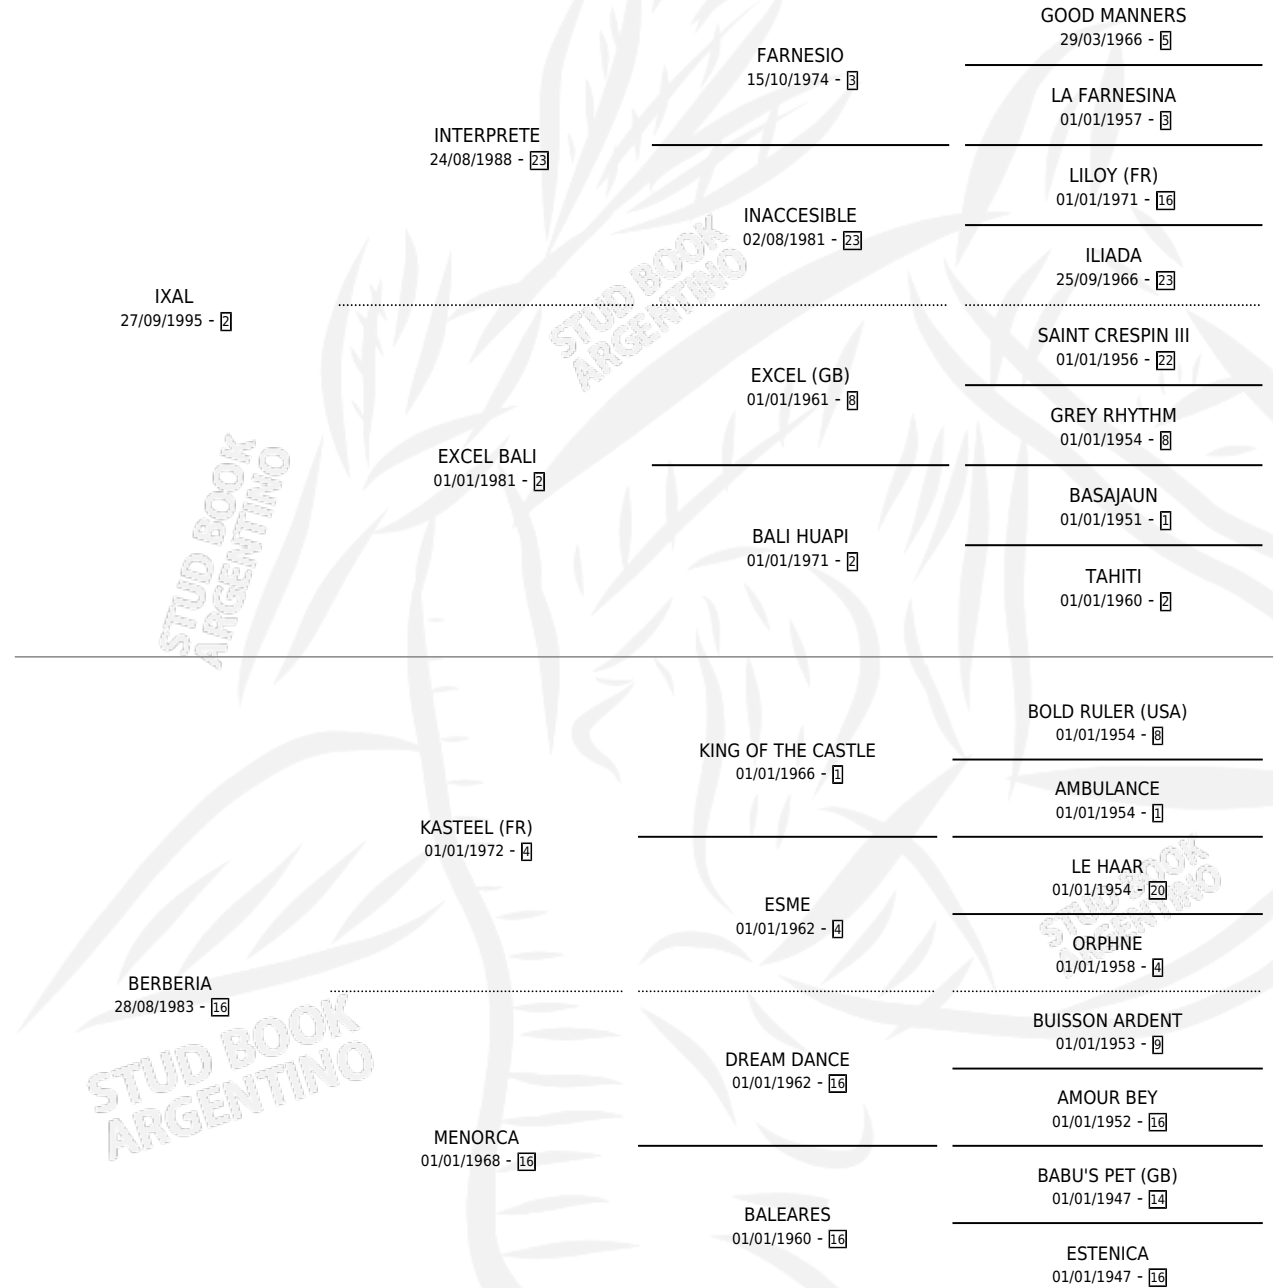 GOOD MANNERS
29/03/1966 - 5
FARNESIO
15/10/1974 - 3
LA FARNESINA
01/01/1957 - 3
INTERPRETE
24/08/1988 - 23
LILOY (FR)
01/01/1971 - 16
INACCESIBLE
02/08/1981 - 23
ILIADA
25/09/1966 - 23
IXAL
27/09/1995 - 2
STUD BOOK
ARGENTINO
SAINT CRESPIN III
01/01/1956 - 22
EXCEL (GB)
01/01/1961 - 8
GREY RHYTHM
01/01/1954 - 8
EXCEL BALI
01/01/1981 - 2
BASAJAUN
01/01/1951 - 1
BALI HUAPI
01/01/1971 - 2
TAHITI
01/01/1960 - 2
STUD BOOK
ARGENTINO
BOLD RULER (USA)
01/01/1954 - 8
KING OF THE CASTLE
01/01/1966 - 1
AMBULANCE
01/01/1954 - 1
KASTEEL (FR)
01/01/1972 - 4
LE HAAR
01/01/1954 - 20
ESME
01/01/1962 - 4
ORPHNE
01/01/1958 - 4
STUD BOOK
ARGENTINO
BERBERIA
28/08/1983 - 16
BUISSON ARDENT
01/01/1953 - 9
DREAM DANCE
01/01/1962 - 16
AMOUR BEY
01/01/1952 - 16
STUD BOOK
ARGENTINO
MENORCA
01/01/1968 - 16
BABU'S PET (GB)
01/01/1947 - 14
BALEARES
01/01/1960 - 16
ESTENICA
01/01/1947 - 16